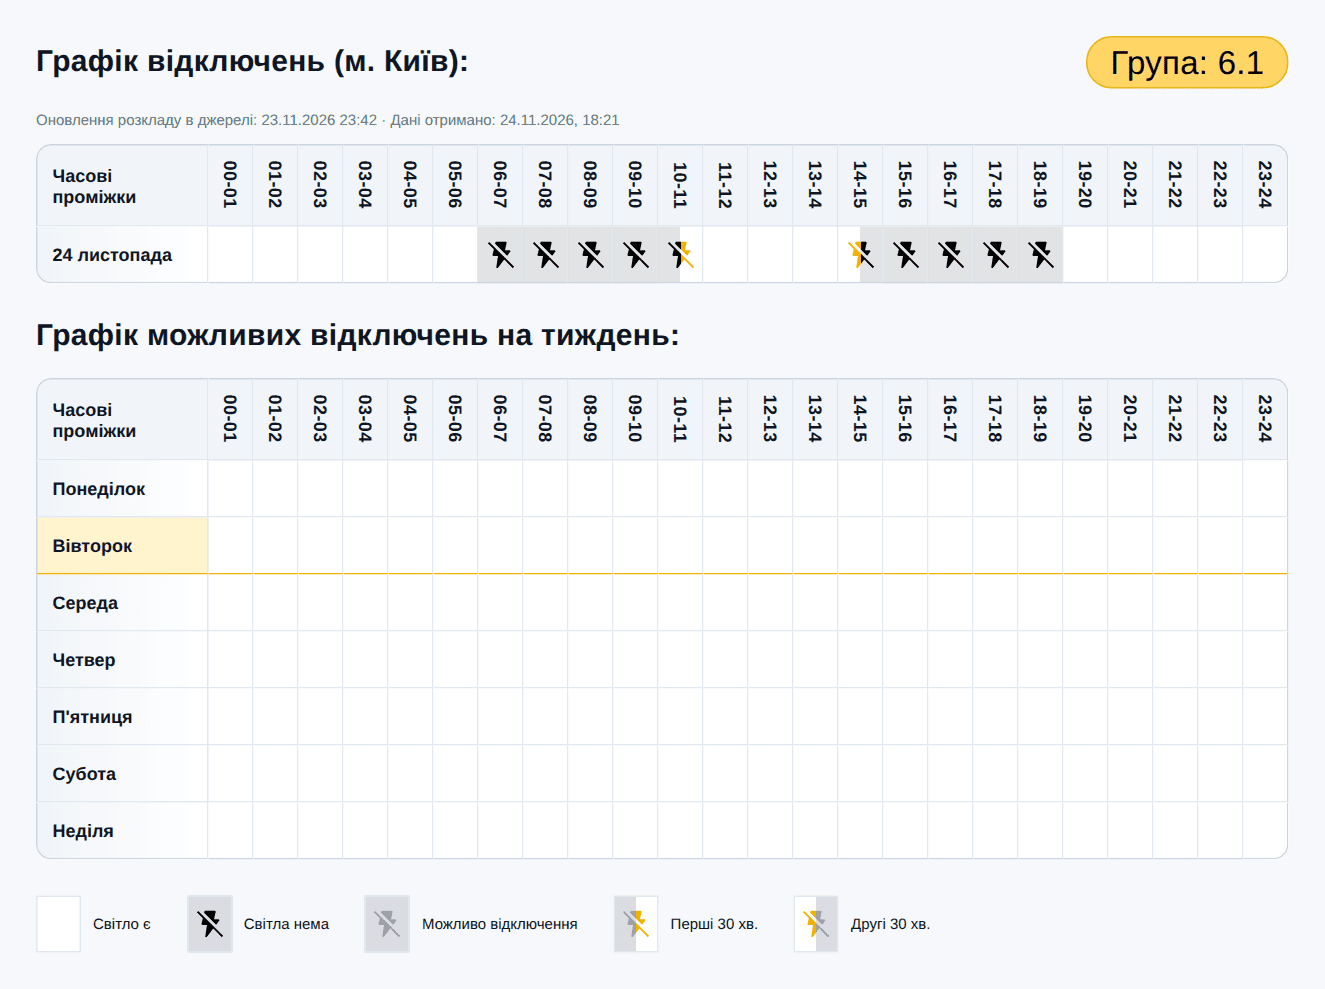 Графік відключень (м. Київ):
Група: 6.1
Оновлення розкладу в джерелі: 23.11.2026 23:42 · Дані отримано: 24.11.2026, 18:21
Часові проміжки 00-01 01-02 02-03 03-04 04-05 05-06 06-07 07-08 08-09 09-10 10-11 11-12 12-13 13-14 14-15 15-16 16-17 17-18 18-19 19-20 20-21 21-22 22-23 23-24
24 листопада
Графік можливих відключень на тиждень:
Часові проміжки 00-01 01-02 02-03 03-04 04-05 05-06 06-07 07-08 08-09 09-10 10-11 11-12 12-13 13-14 14-15 15-16 16-17 17-18 18-19 19-20 20-21 21-22 22-23 23-24
Понеділок
Вівторок
Середа
Четвер
П'ятниця
Субота
Неділя
Світло є Світла нема Можливо відключення Перші 30 хв. Другі 30 хв.